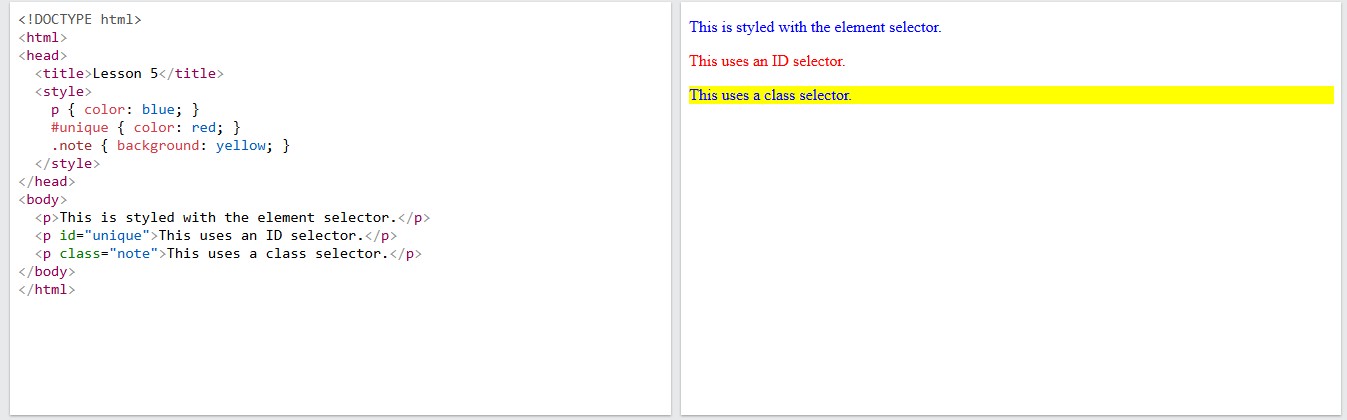 <!DOCTYPE html>
<html>
<head>
  <title>Lesson 5</title>
  <style>
    p { color: blue; }
    #unique { color: red; }
    .note { background: yellow; }
  </style>
</head>
<body>
  <p>This is styled with the element selector.</p>
  <p id="unique">This uses an ID selector.</p>
  <p class="note">This uses a class selector.</p>
</body>
</html>
This is styled with the element selector.
This uses an ID selector.
This uses a class selector.